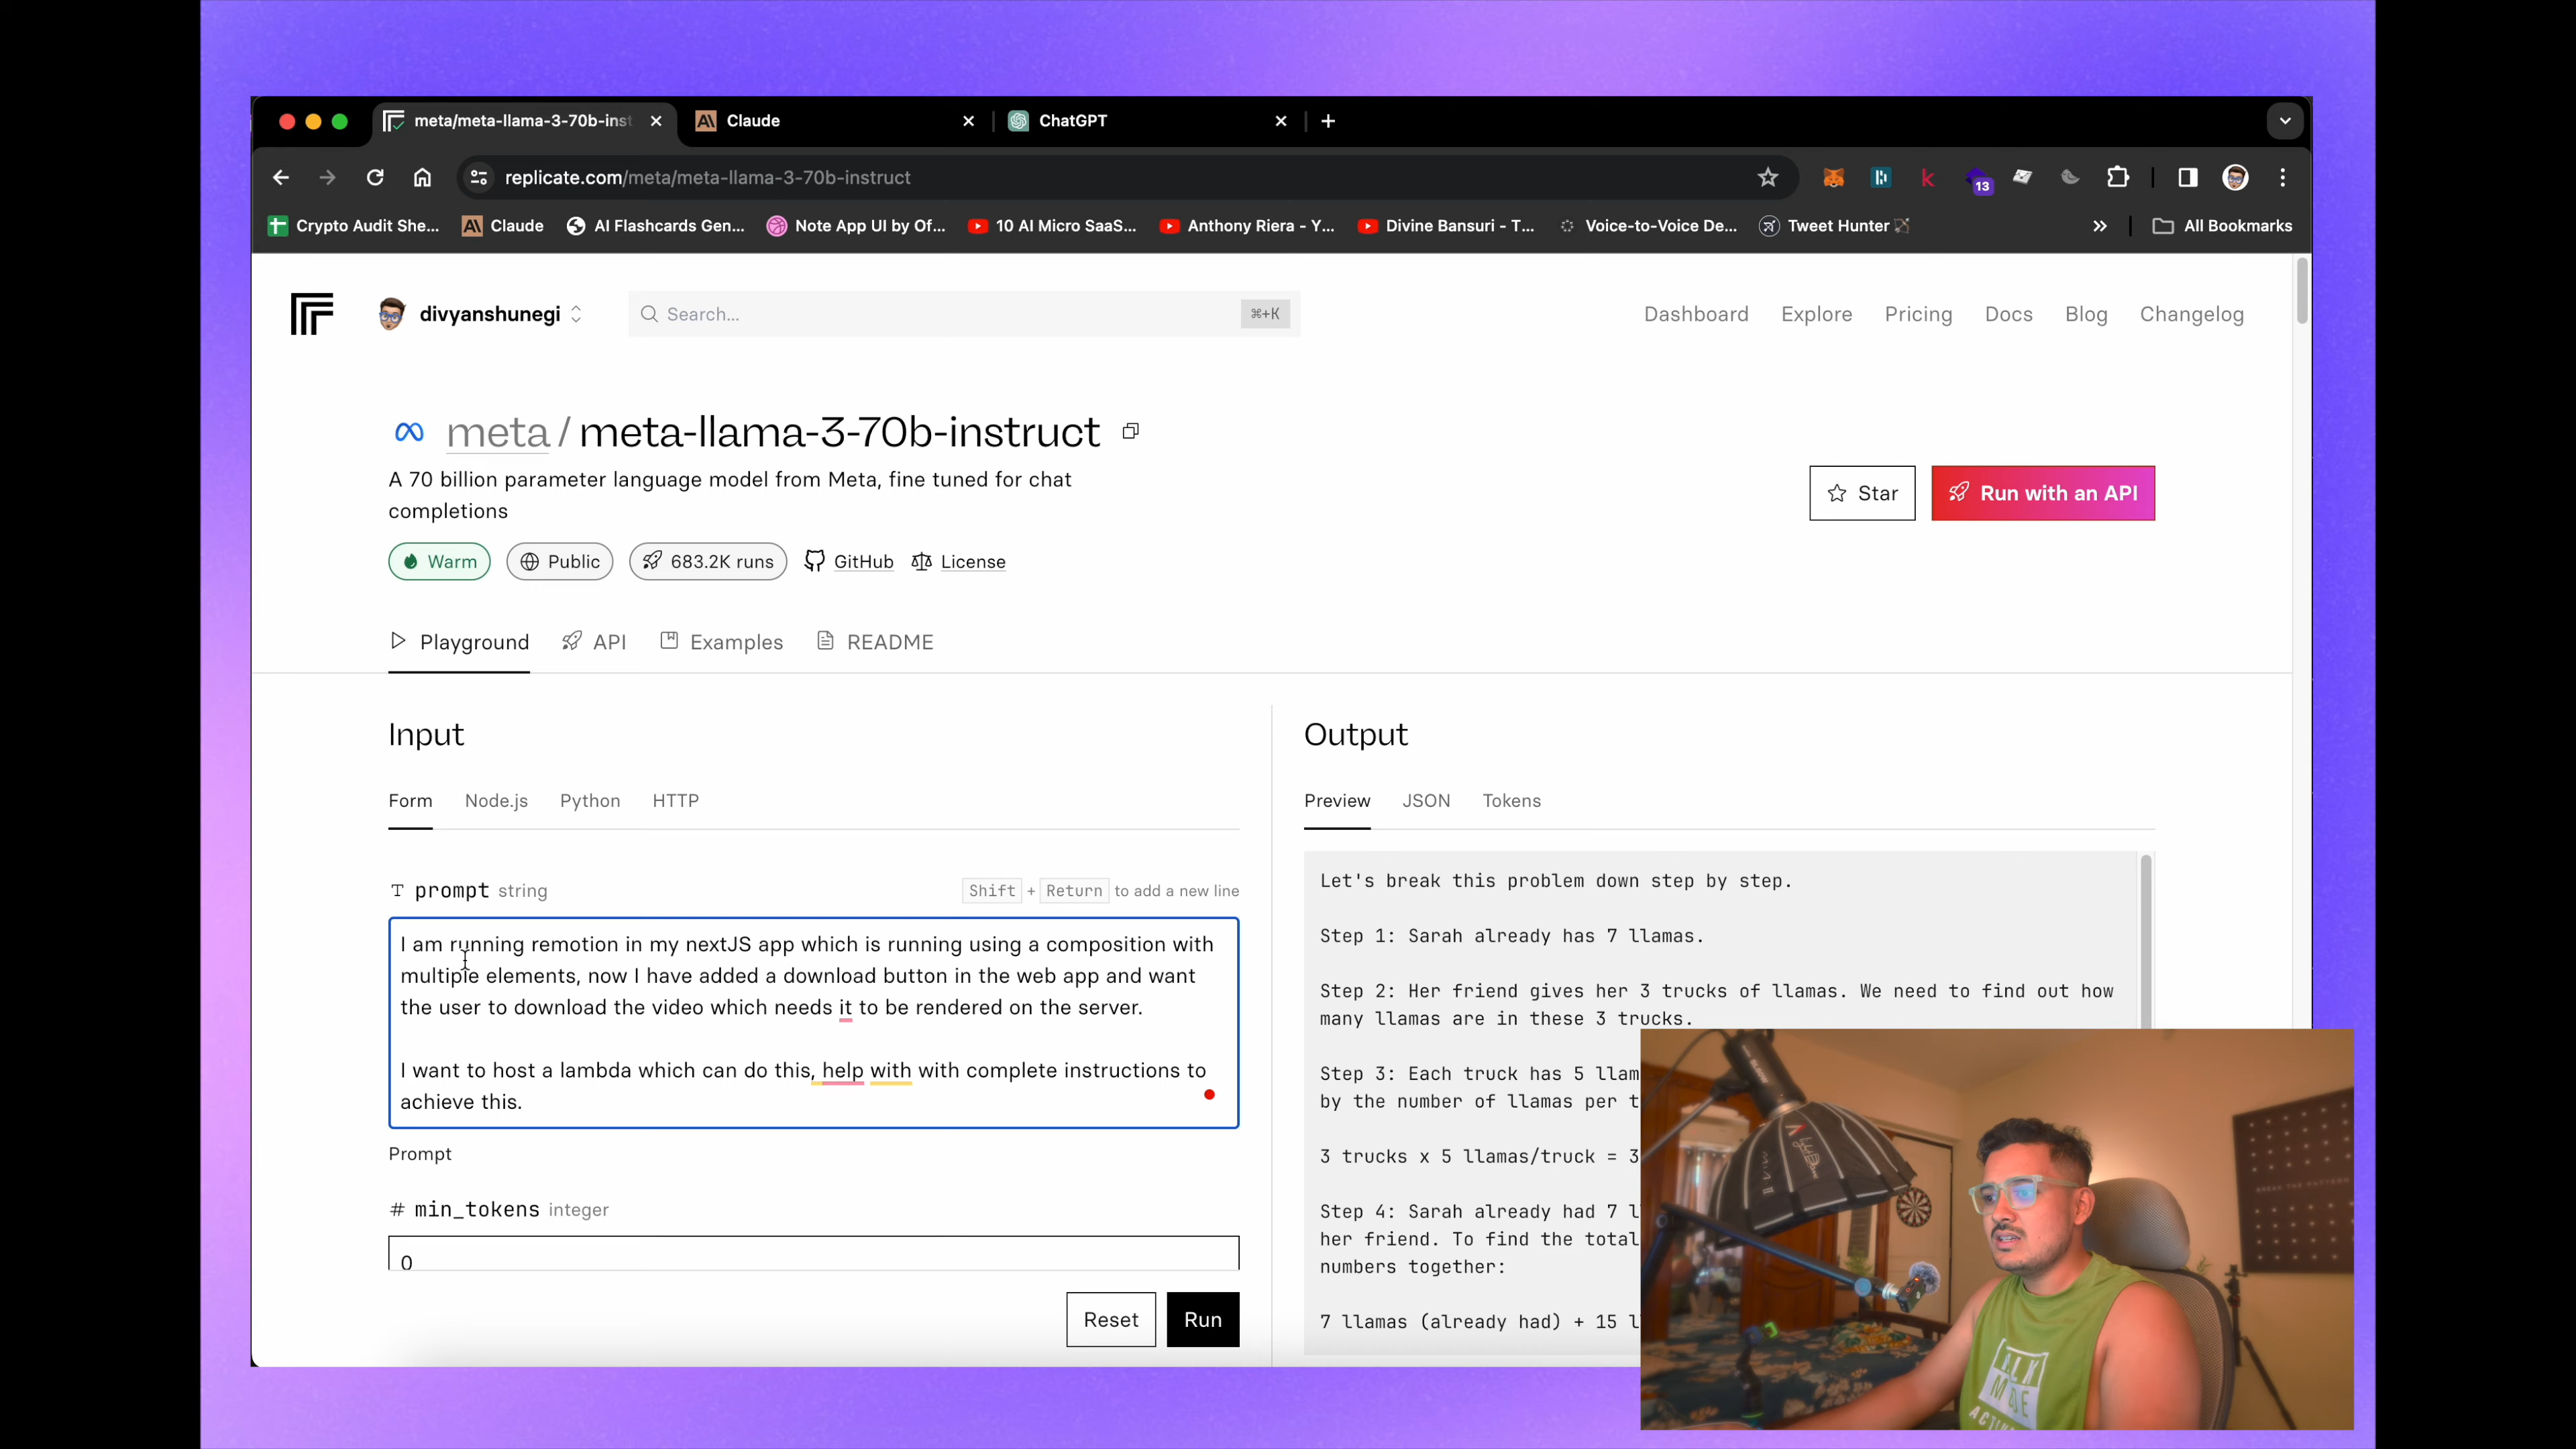 meta/meta-llama-3-70b-inst
Claude
ChatGPT
replicate.com/meta/meta-llama-3-70b-instruct
13
Crypto Audit She...
Claude
AI Flashcards Gen...
Note App UI by Of...
10 AI Micro SaaS...
Anthony Riera - Y...
Divine Bansuri - T...
Voice-to-Voice De...
Tweet Hunter
All Bookmarks
divyanshunegi
Search...
⌘+K
Dashboard
Explore
Pricing
Docs
Blog
Changelog
meta / meta-llama-3-70b-instruct
A 70 billion parameter language model from Meta, fine tuned for chat
completions
Star
Run with an API
Warm
Public
683.2K runs
GitHub
License
Playground
API
Examples
README
Input
Form
Node.js
Python
HTTP
prompt string
Shift + Return to add a new line
I am running remotion in my nextJS app which is running using a composition with
multiple elements, now I have added a download button in the web app and want
the user to download the video which needs it to be rendered on the server.
I want to host a lambda which can do this, help with with complete instructions to
achieve this.
Prompt
# min_tokens integer
0
Reset
Run
Output
Preview
JSON
Tokens
Let's break this problem down step by step.
Step 1: Sarah already has 7 llamas.
Step 2: Her friend gives her 3 trucks of llamas. We need to find out how
many llamas are in these 3 trucks.
Step 3: Each truck has 5 llam
by the number of llamas per t
3 trucks x 5 llamas/truck = 3
Step 4: Sarah already had 7 l
her friend. To find the total
numbers together:
7 llamas (already had) + 15 l
BREAK THE PATTERN